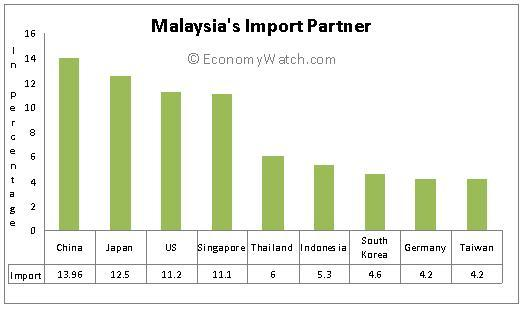 Malaysia's Import Partner
© EconomyWatch.com
In percentage
16
14
12
10
8
6
4
2
0
China Japan US Singapore Thailand Indonesia South Korea Germany Taiwan
Import 13.96 12.5 11.2 11.1 6 5.3 4.6 4.2 4.2